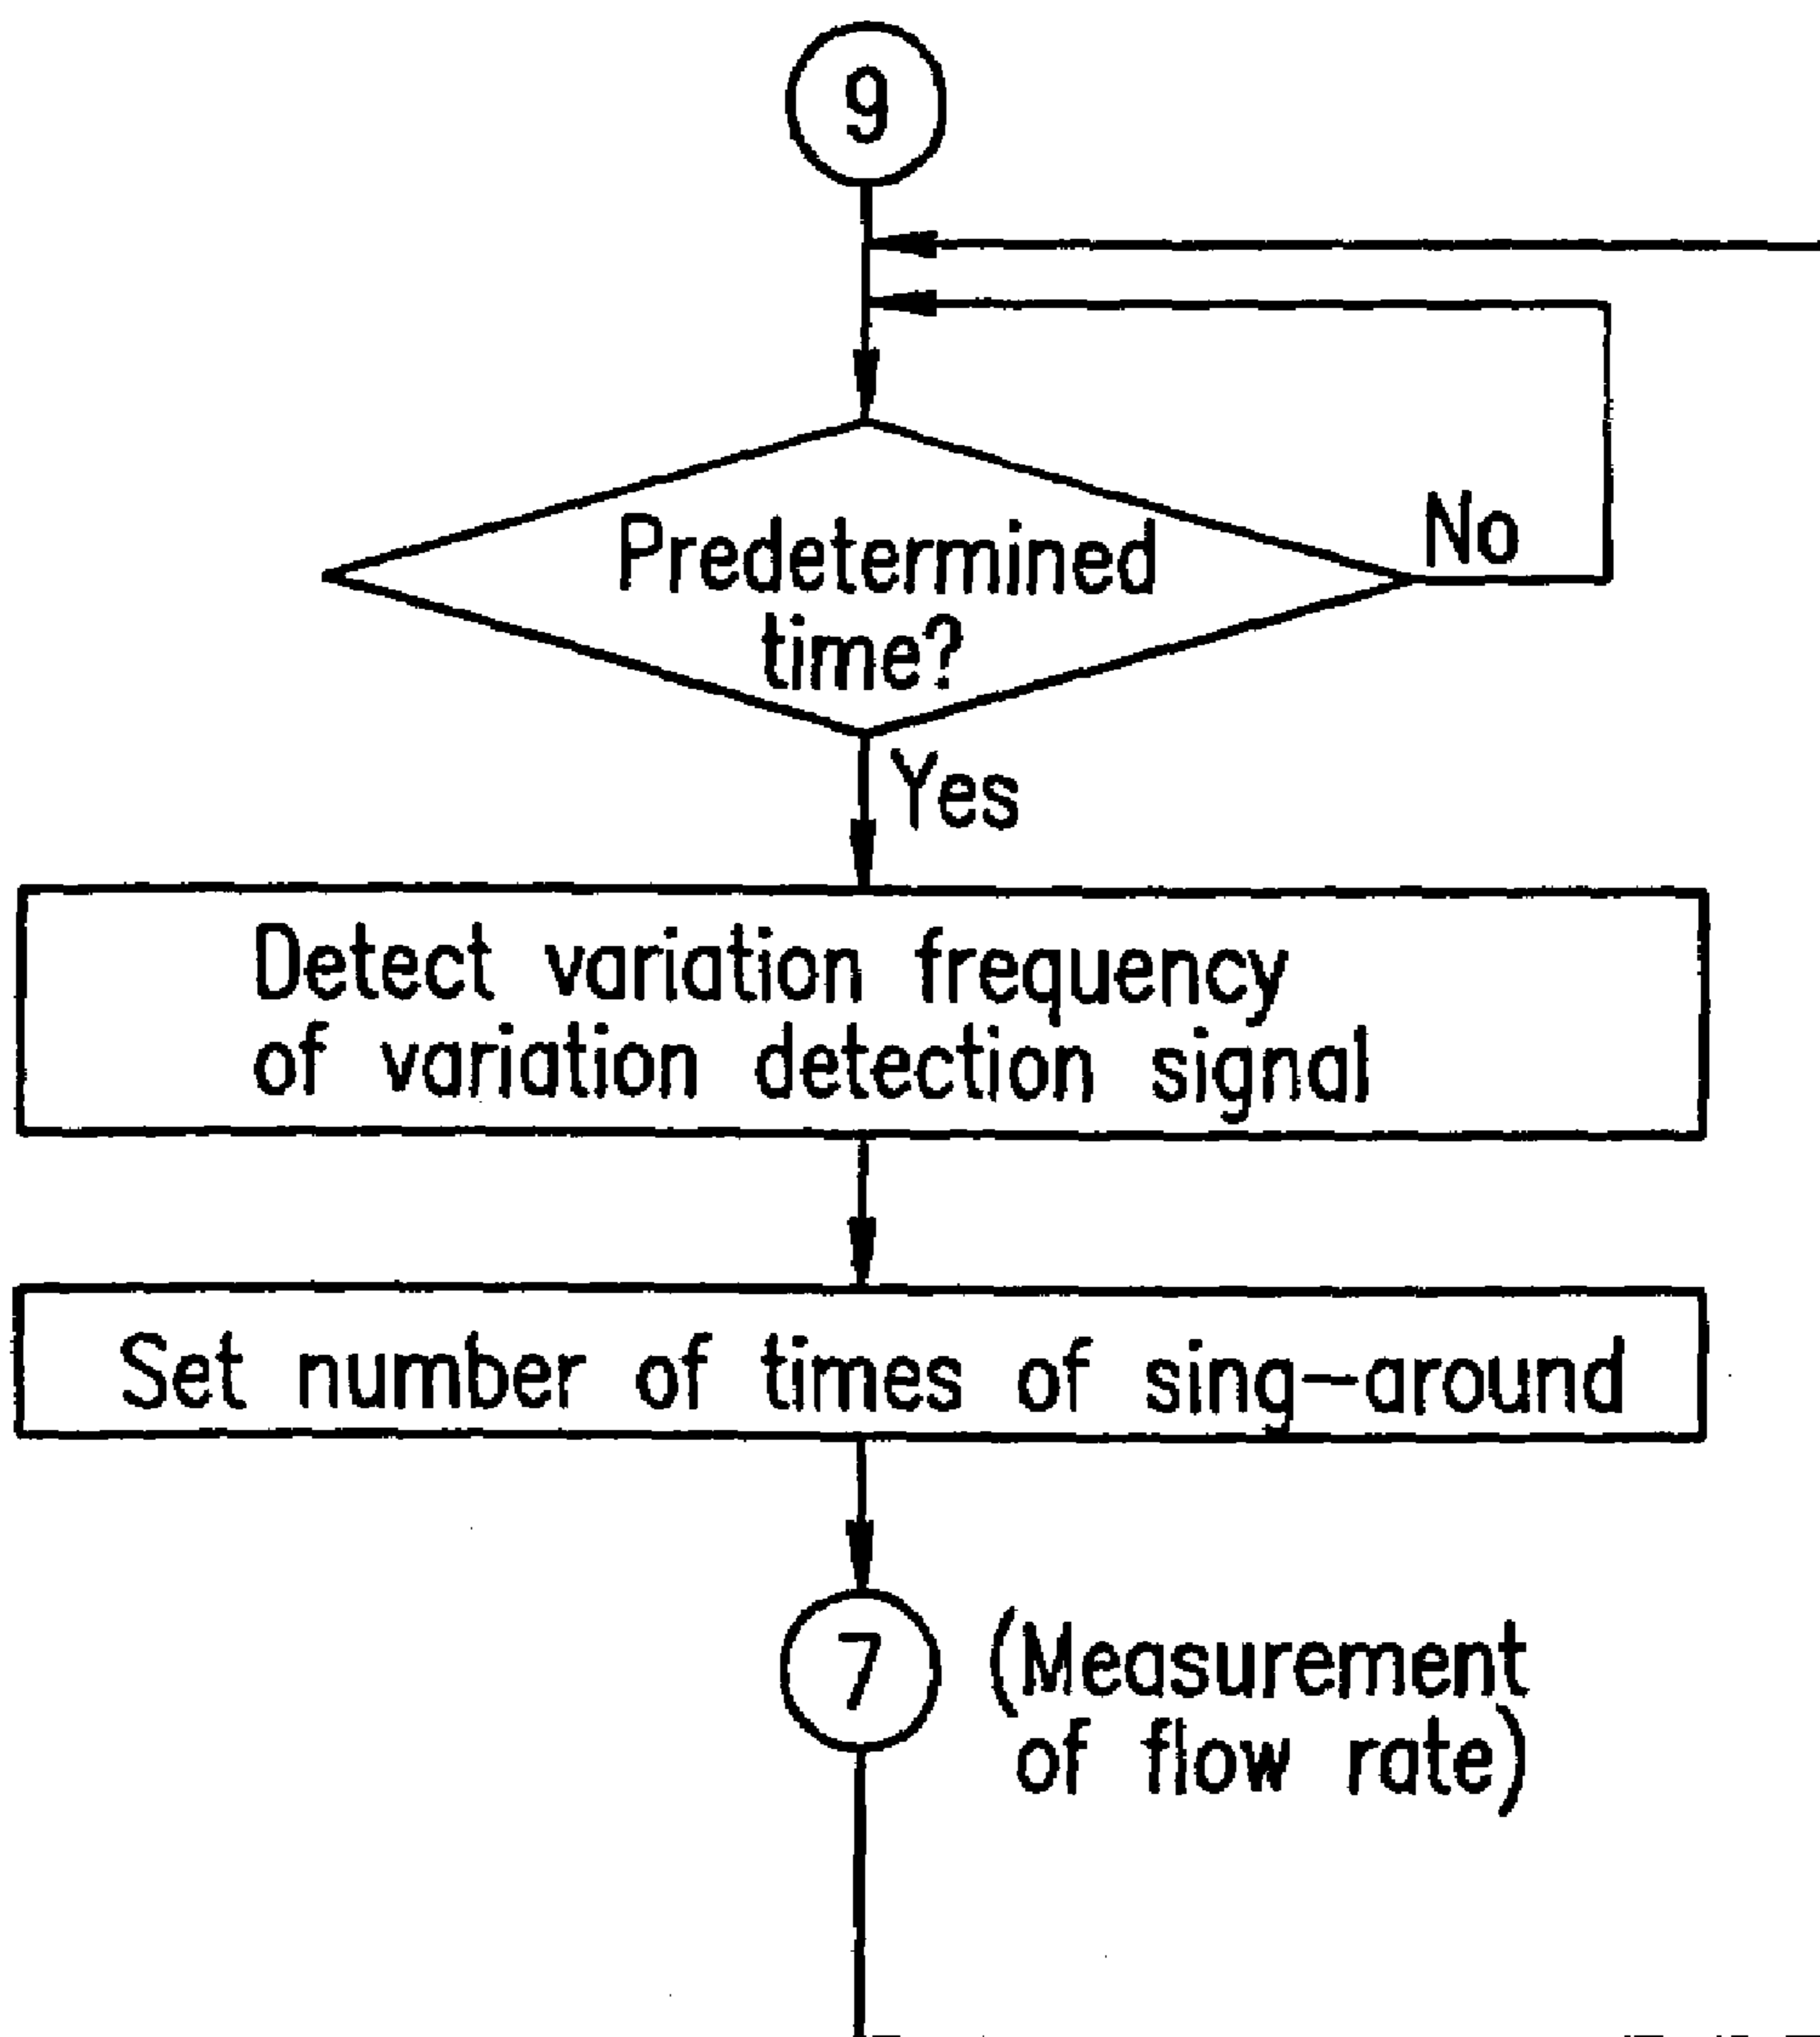 9
Predetermined
time?
No
Yes
Detect variation frequency
of variation detection signal
Set number of times of sing-around
7
(Measurement
of flow rate)